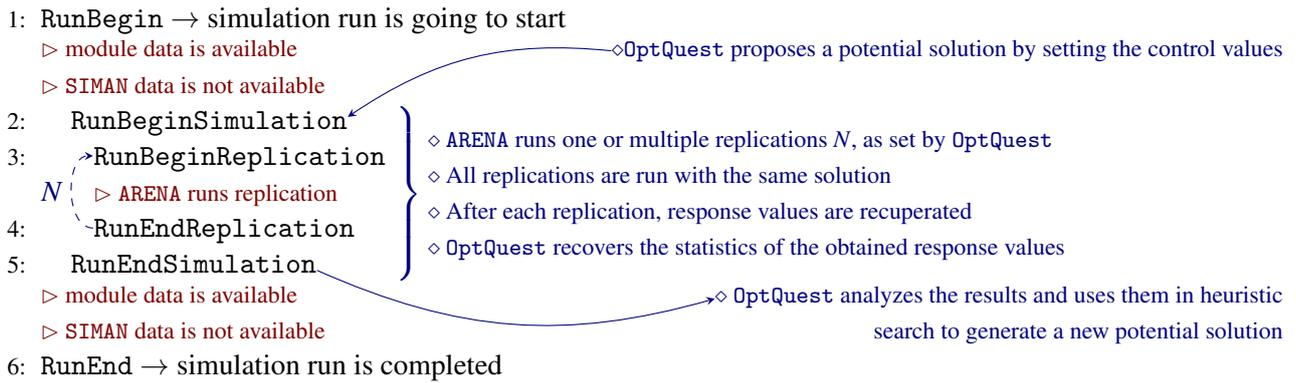 1: RunBegin → simulation run is going to start
▷ module data is available
◇OptQuest proposes a potential solution by setting the control values
▷ SIMAN data is not available
2: RunBeginSimulation
◇ ARENA runs one or multiple replications N, as set by OptQuest
3: RunBeginReplication
◇ All replications are run with the same solution
N ▷ ARENA runs replication
◇ After each replication, response values are recuperated
4: RunEndReplication
◇ OptQuest recovers the statistics of the obtained response values
5: RunEndSimulation
▷ module data is available
◇ OptQuest analyzes the results and uses them in heuristic
▷ SIMAN data is not available
search to generate a new potential solution
6: RunEnd → simulation run is completed